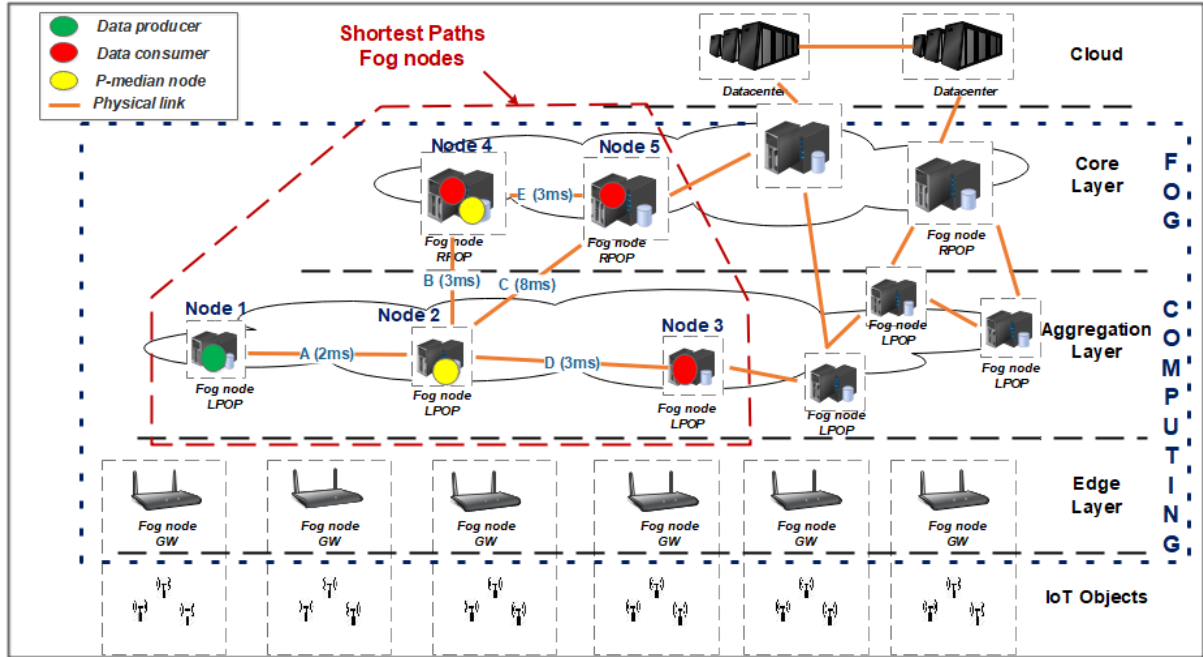 Data producer
Data consumer
P-median node
Physical link
Shortest Paths
Fog nodes
Cloud
Datacenter
Datacenter
Node 4
Node 5
E (3ms)
Core
Layer
Fog node
RPOP
Fog node
RPOP
Fog node
RPOP
B (3ms)
C (8ms)
Node 1
Node 2
Node 3
A (2ms)
D (3ms)
Fog node
LPOP
Fog node
LPOP
Fog node
LPOP
Fog node
LPOP
Fog node
LPOP
Fog node
LPOP
Aggregation
Layer
FOG
COMPUTING
Edge
Layer
Fog node
GW
Fog node
GW
Fog node
GW
Fog node
GW
Fog node
GW
Fog node
GW
IoT Objects